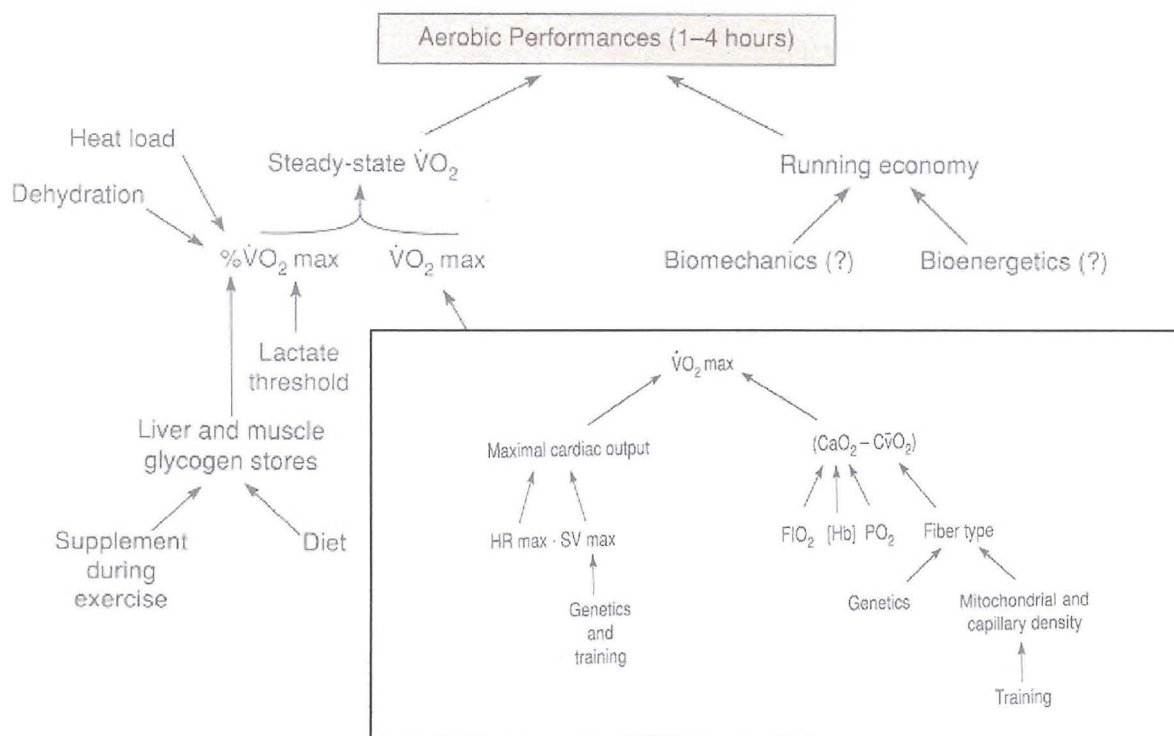 Aerobic Performances (1–4 hours)
Heat load
Steady-state V̇O₂
Running economy
Dehydration
%V̇O₂ max
V̇O₂ max
Biomechanics (?)
Bioenergetics (?)
Lactate
threshold
Liver and muscle
glycogen stores
Supplement
during
exercise
Diet
V̇O₂ max
Maximal cardiac output
(CaO₂ – Cv̄O₂)
HR max · SV max
FIO₂ [Hb] PO₂
Fiber type
Genetics
and
training
Genetics
Mitochondrial and
capillary density
Training